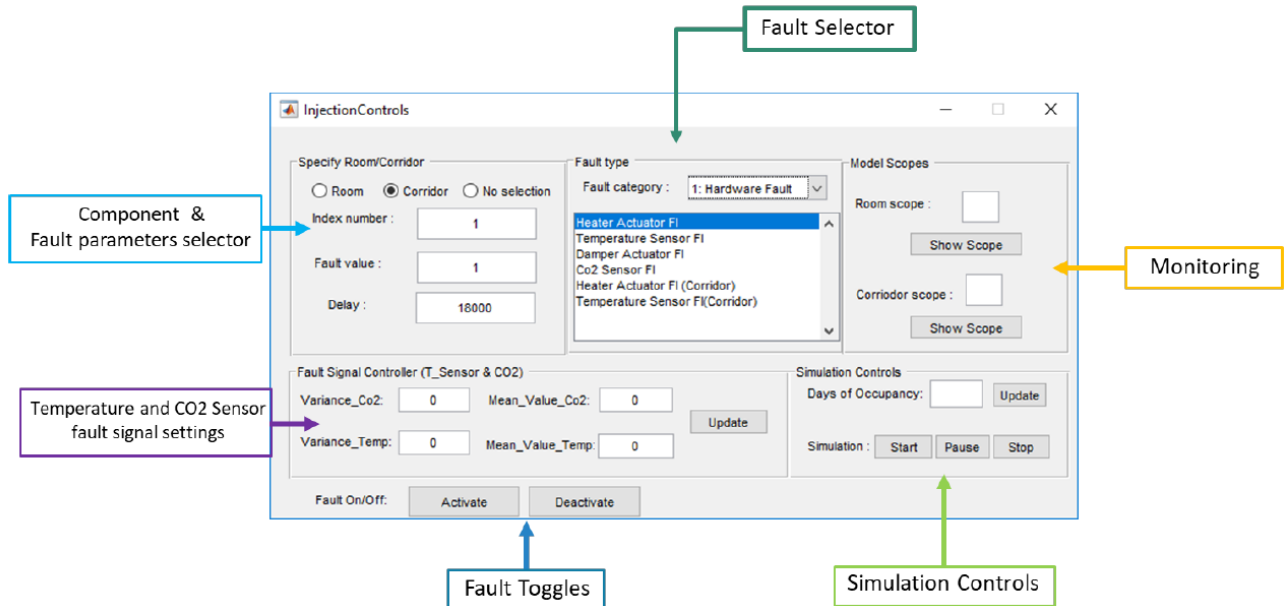 Fault Selector
InjectionControls
Specify Room/Corridor
Room Corridor No selection
Index number : 1
Fault value : 1
Delay : 18000
Fault type
Fault category : 1: Hardware Fault
Heater Actuator FI
Temperature Sensor FI
Damper Actuator FI
Co2 Sensor FI
Heater Actuator FI (Corridor)
Temperature Sensor FI(Corridor)
Model Scopes
Room scope :
Show Scope
Corriodor scope :
Show Scope
Component &
Fault parameters selector
Monitoring
Fault Signal Controller (T_Sensor & CO2)
Variance_Co2: 0 Mean_Value_Co2: 0
Variance_Temp: 0 Mean_Value_Temp: 0
Update
Simulation Controls
Days of Occupancy: Update
Simulation : Start Pause Stop
Temperature and CO2 Sensor
fault signal settings
Fault On/Off: Activate Deactivate
Fault Toggles
Simulation Controls